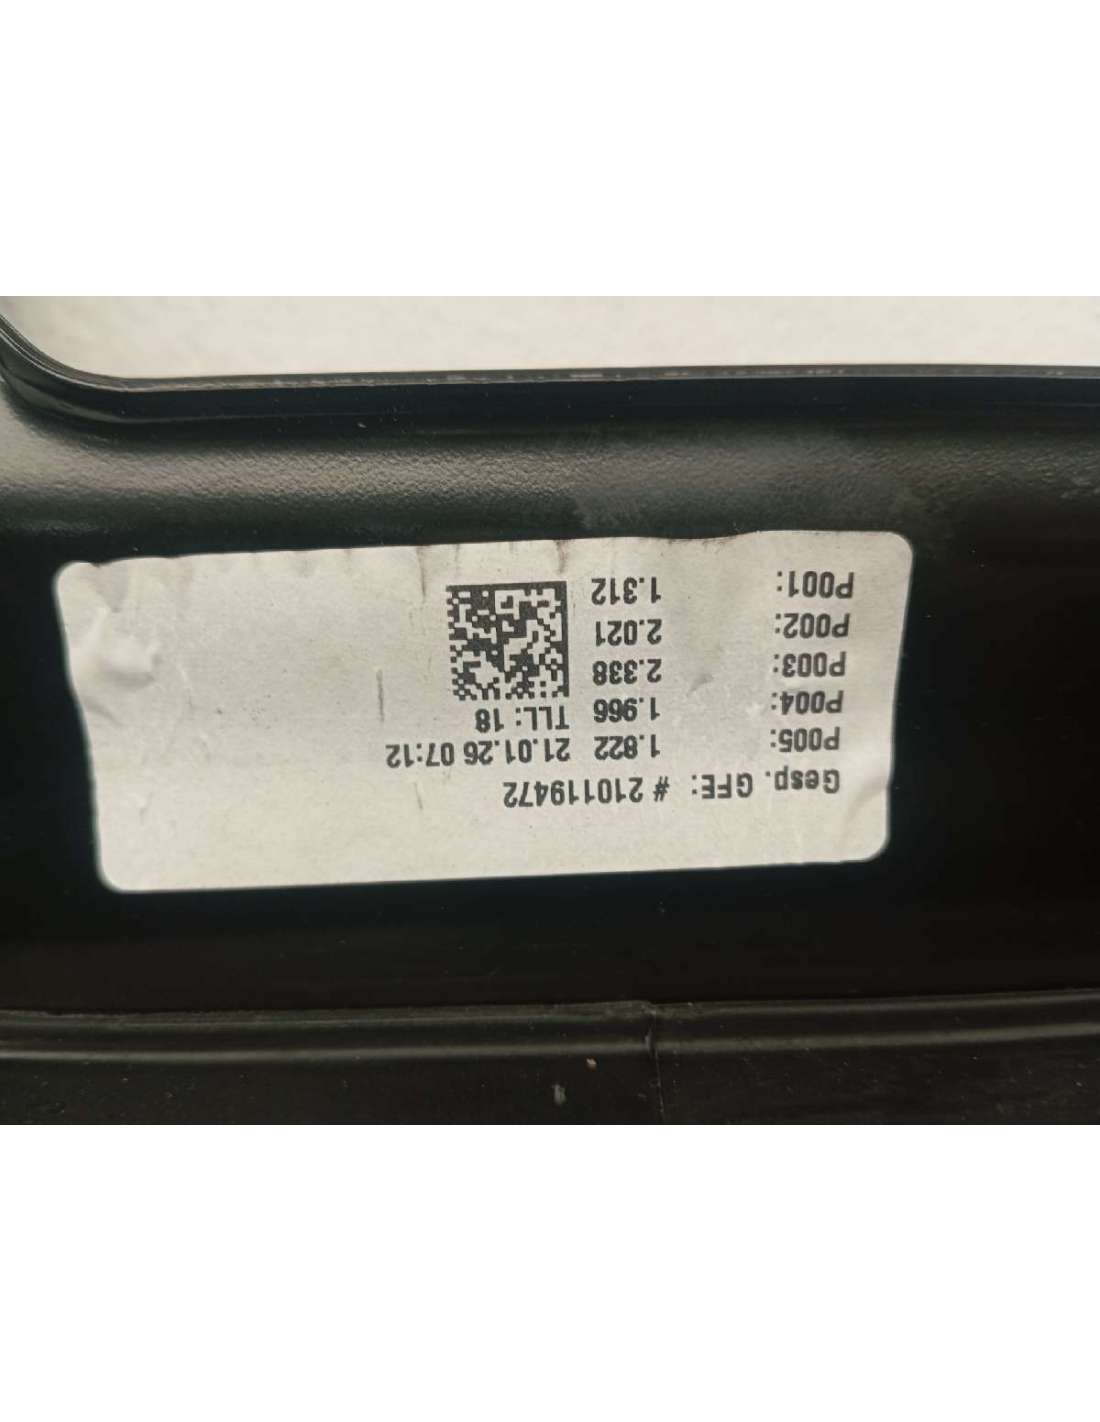 Gesp. GFE: # 210119472
P005: 1.822 21.01.26 07:12
P004: 1.966 TLL: 18
P003: 2.338
P002: 2.021
P001: 1.312